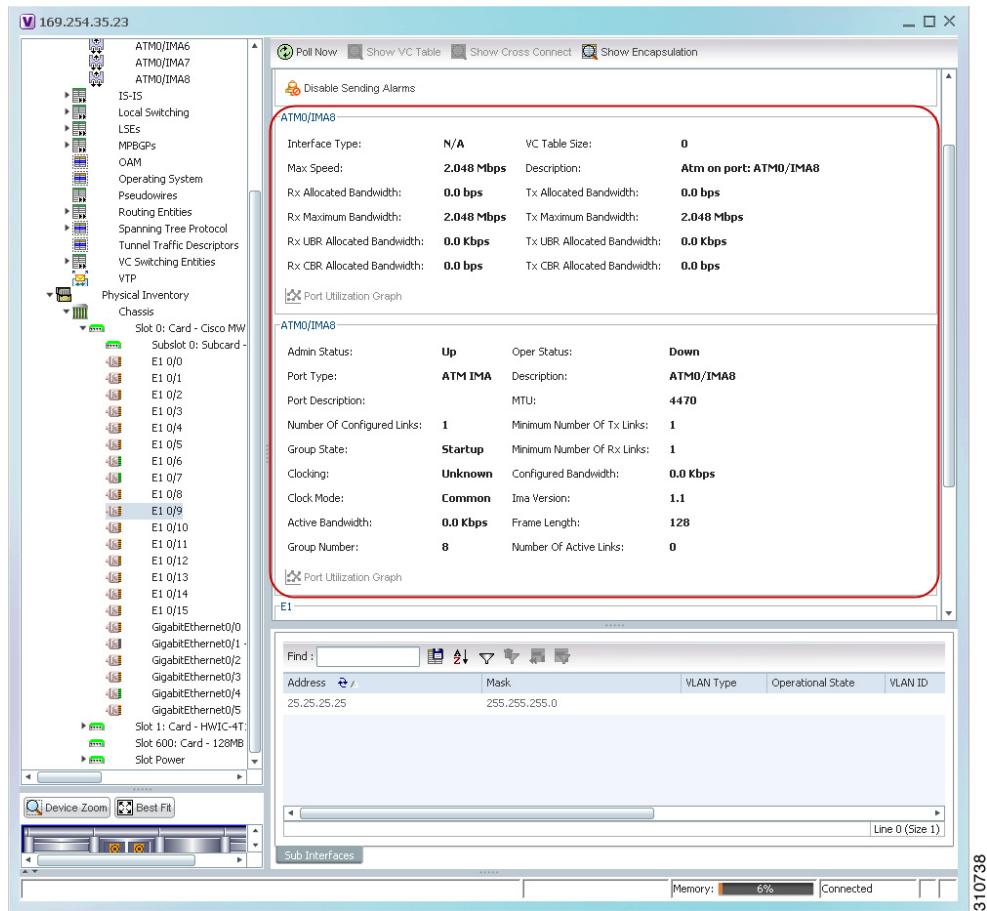 169.254.35.23
ATM0/IMA6
ATM0/IMA7
ATM0/IMA8
IS-IS
Local Switching
LSEs
MPBGPs
OAM
Operating System
Pseudowires
Routing Entities
Spanning Tree Protocol
Tunnel Traffic Descriptors
VC Switching Entities
VTP
Physical Inventory
Chassis
Slot 0: Card - Cisco MW
Subslot 0: Subcard -
E1 0/0
E1 0/1
E1 0/2
E1 0/3
E1 0/4
E1 0/5
E1 0/6
E1 0/7
E1 0/8
E1 0/9
E1 0/10
E1 0/11
E1 0/12
E1 0/13
E1 0/14
E1 0/15
GigabitEthernet0/0
GigabitEthernet0/1 -
GigabitEthernet0/2
GigabitEthernet0/3
GigabitEthernet0/4
GigabitEthernet0/5
Slot 1: Card - HWIC-4T
Slot 600: Card - 128MB
Slot Power
Device Zoom Best Fit
Poll Now Show VC Table Show Cross Connect Show Encapsulation
Disable Sending Alarms
ATM0/IMA8
Interface Type: N/A VC Table Size: 0
Max Speed: 2.048 Mbps Description: Atm on port: ATM0/IMA8
Rx Allocated Bandwidth: 0.0 bps Tx Allocated Bandwidth: 0.0 bps
Rx Maximum Bandwidth: 2.048 Mbps Tx Maximum Bandwidth: 2.048 Mbps
Rx UBR Allocated Bandwidth: 0.0 Kbps Tx UBR Allocated Bandwidth: 0.0 Kbps
Rx CBR Allocated Bandwidth: 0.0 bps Tx CBR Allocated Bandwidth: 0.0 bps
Port Utilization Graph
ATM0/IMA8
Admin Status: Up Oper Status: Down
Port Type: ATM IMA Description: ATM0/IMA8
Port Description: MTU: 4470
Number Of Configured Links: 1 Minimum Number Of Tx Links: 1
Group State: Startup Minimum Number Of Rx Links: 1
Clocking: Unknown Configured Bandwidth: 0.0 Kbps
Clock Mode: Common Ima Version: 1.1
Active Bandwidth: 0.0 Kbps Frame Length: 128
Group Number: 8 Number Of Active Links: 0
Port Utilization Graph
E1
Find :
Address Mask VLAN Type Operational State VLAN ID
25.25.25.25 255.255.255.0
Line 0 (Size 1)
Sub Interfaces
Memory: 6% Connected
310738